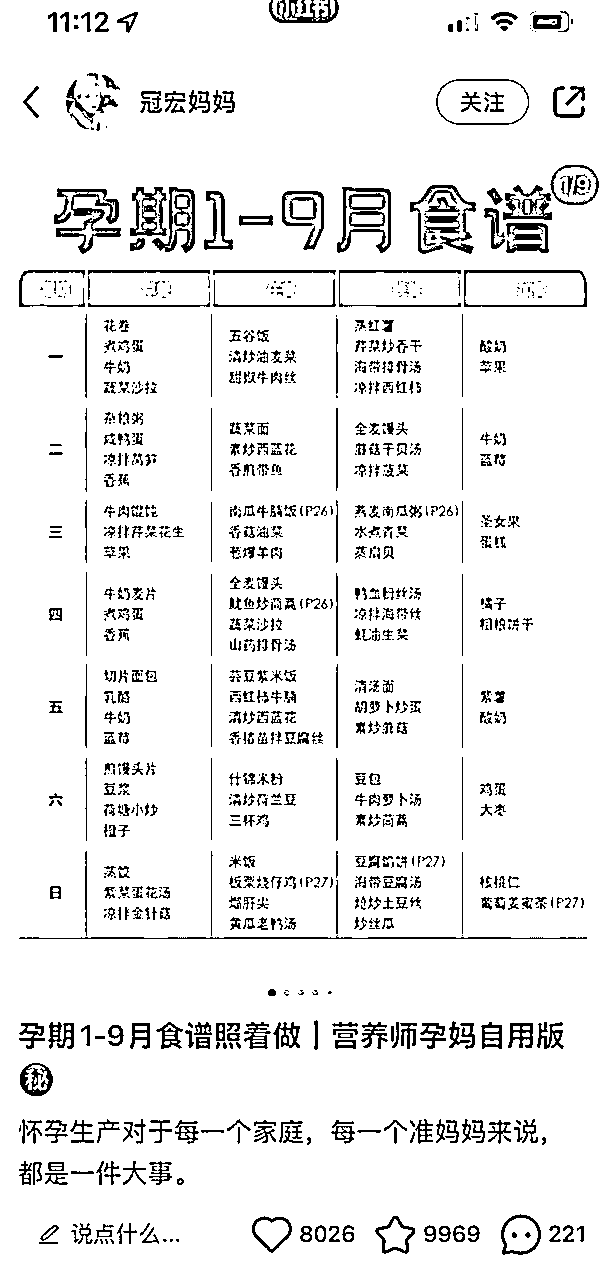 11:12
小红书
冠宏妈妈
关注
1/9
孕期1-9月食谱
一
花卷
煮鸡蛋
牛奶
蔬菜沙拉
五谷饭
清炒油麦菜
甜椒牛肉丝
蒸红薯
芹菜炒香干
海带排骨汤
凉拌西红柿
酸奶
苹果
二
杂粮粥
咸鸭蛋
凉拌莴笋
香蕉
蔬菜面
素炒西蓝花
香煎带鱼
全麦馒头
蘑菇干贝汤
凉拌菠菜
牛奶
蓝莓
三
牛肉馄饨
凉拌芹菜花生
苹果
南瓜牛腩饭(P26)
香菇油菜
葱爆羊肉
燕麦南瓜粥(P26)
水煮青菜
蒸扇贝
圣女果
蛋糕
四
牛奶麦片
煮鸡蛋
香蕉
全麦馒头
鱿鱼炒茼蒿(P26)
蔬菜沙拉
山药排骨汤
鸭血粉丝汤
凉拌海带丝
蚝油生菜
橘子
粗粮饼干
五
切片面包
乳酪
牛奶
蓝莓
芸豆紫米饭
西红柿牛腩
清炒西蓝花
香椿苗拌豆腐丝
清汤面
胡萝卜炒蛋
素炒蘑菇
紫薯
酸奶
六
煎馒头片
豆浆
荷塘小炒
橙子
什锦米粉
清炒荷兰豆
三杯鸡
豆包
牛肉萝卜汤
素炒茼蒿
鸡蛋
大枣
日
蒸饺
紫菜蛋花汤
凉拌金针菇
米饭
板栗烧仔鸡(P27)
熘肝尖
黄瓜老鸭汤
豆腐馅饼(P27)
海带豆腐汤
炝炒土豆丝
炒丝瓜
核桃仁
葡萄姜蜜茶(P27)
孕期1-9月食谱照着做｜营养师孕妈自用版
㊙
怀孕生产对于每一个家庭，每一个准妈妈来说，
都是一件大事。
说点什么...
8026
9969
221